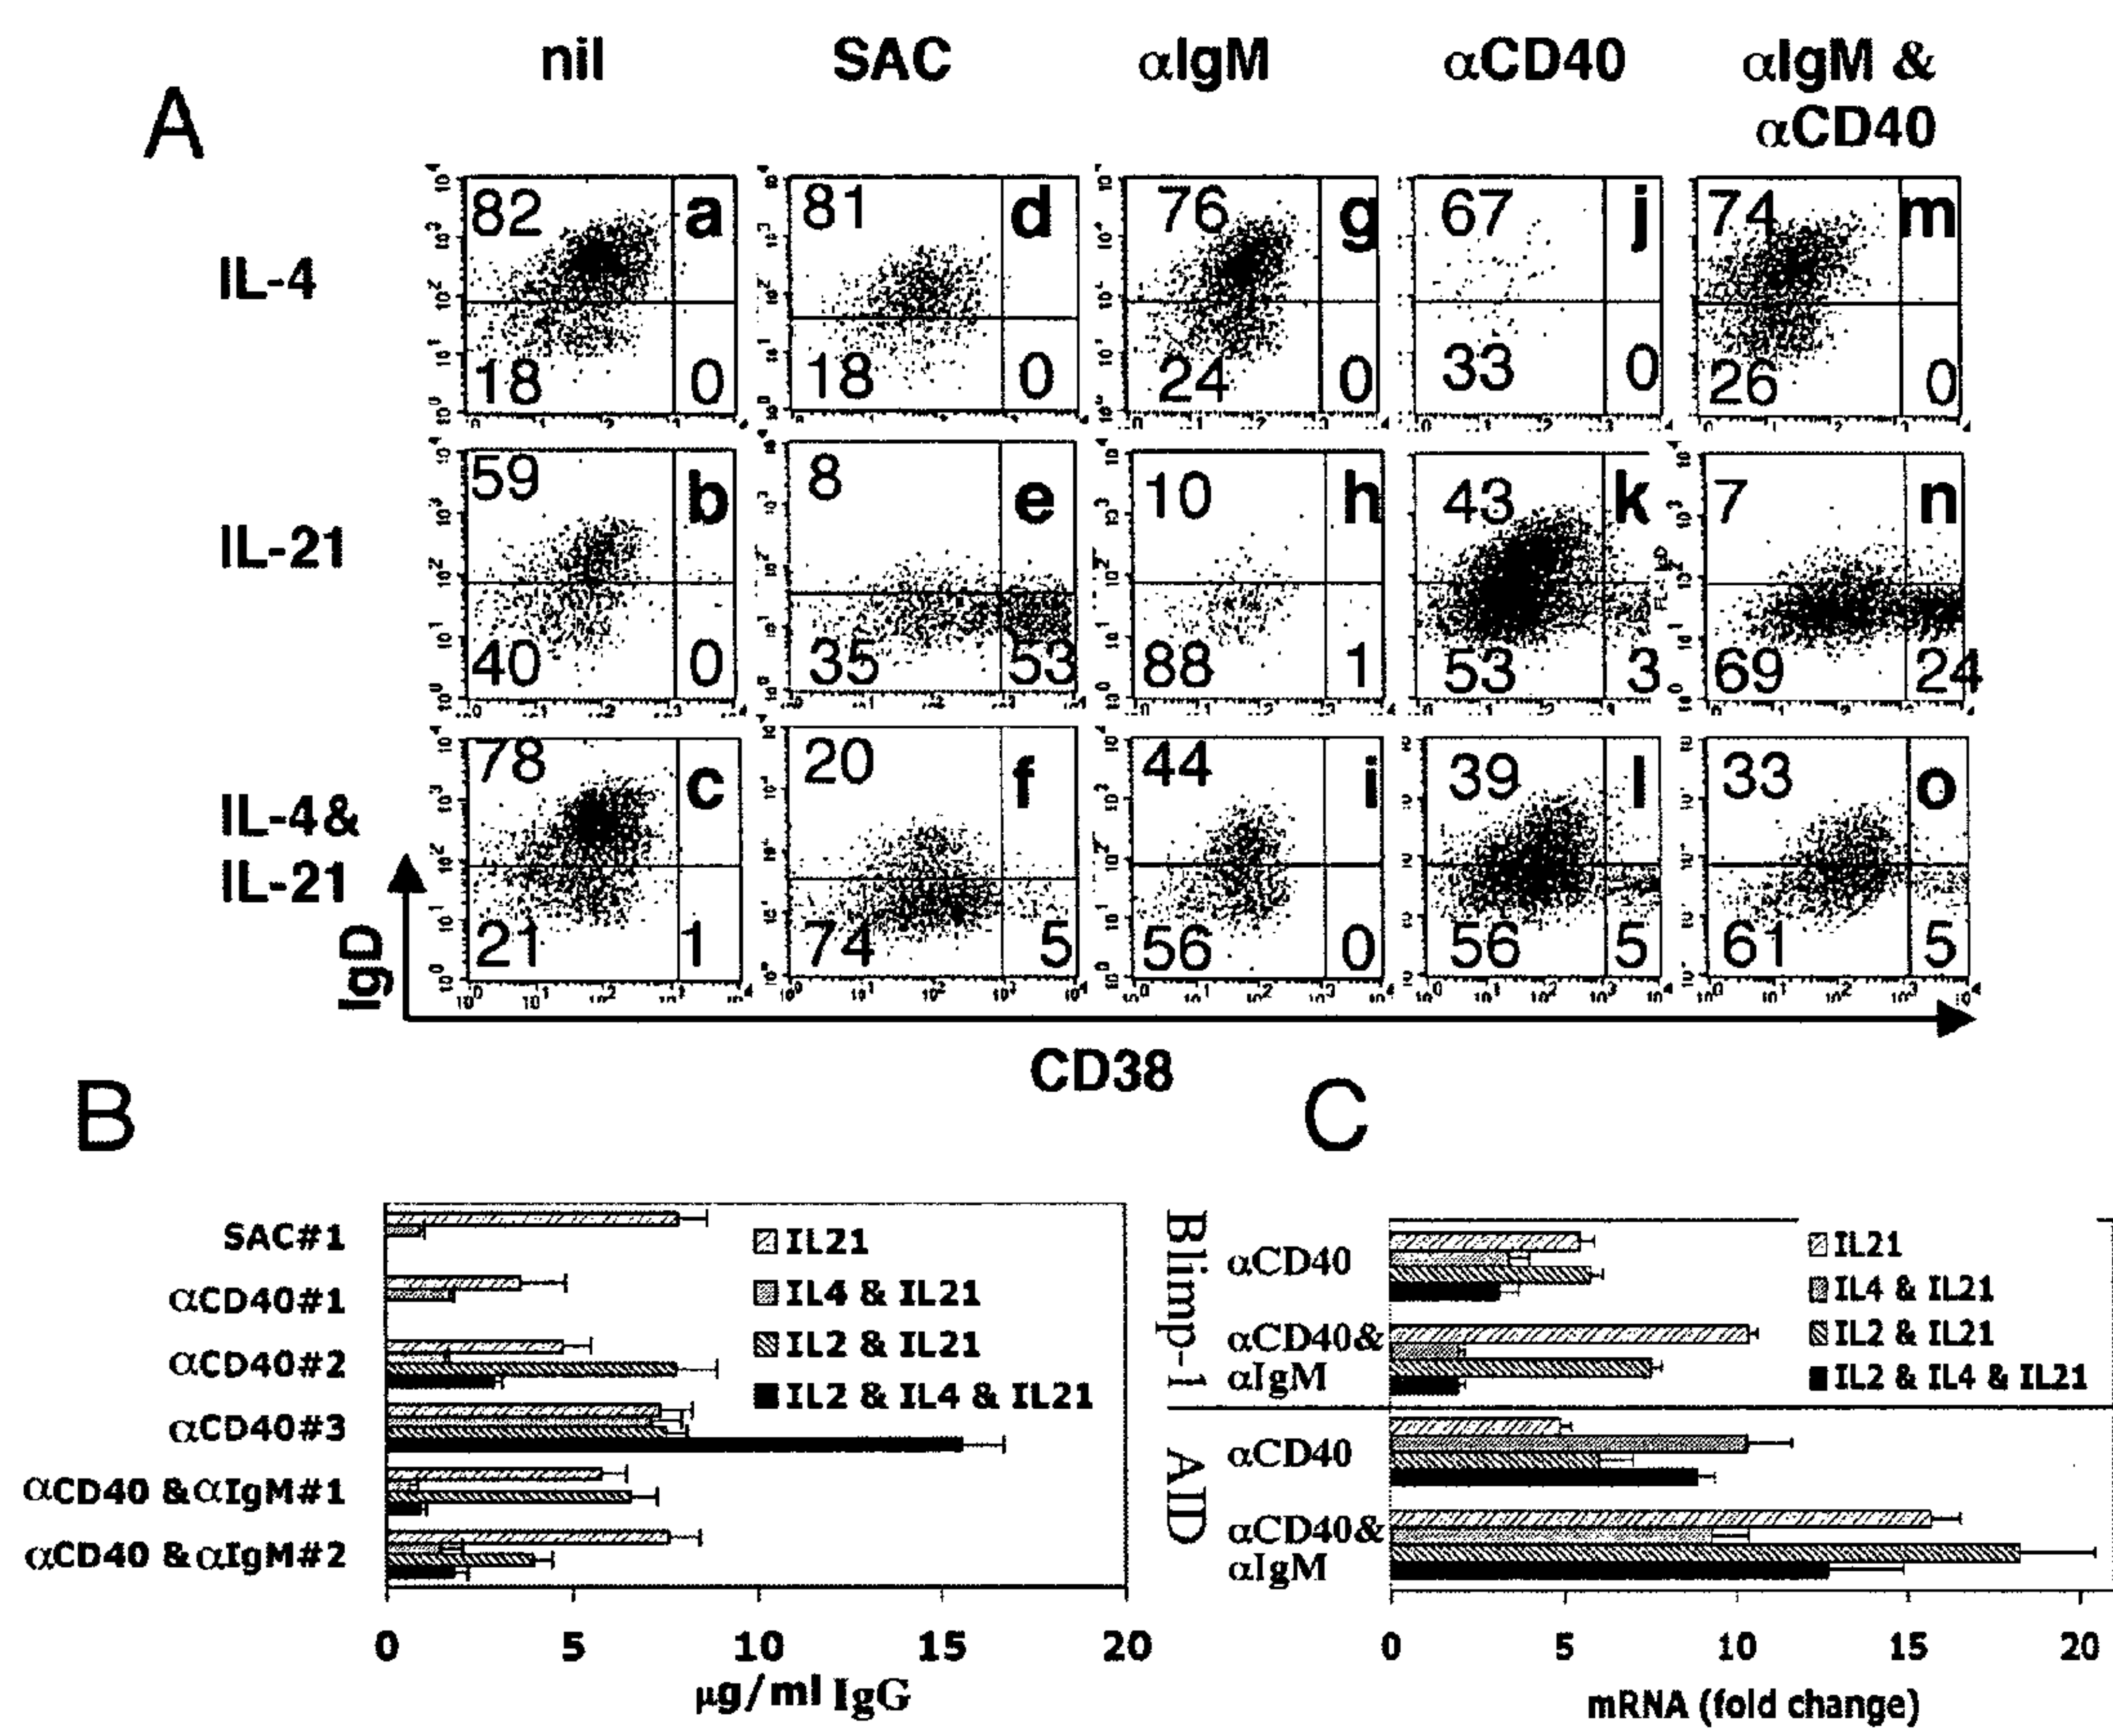 A
nil SAC αIgM αCD40 αIgM &
αCD40
IL-4
82 a 81 d 76 g 67 j 74 m
18 0 18 0 24 0 33 0 26 0
IL-21
59 b 8 e 10 h 43 k 7 n
40 0 35 53 88 1 53 3 69 24
IL-4&
IL-21
78 c 20 f 44 i 39 l 33 o
21 1 74 5 56 0 56 5 61 5
10⁰ 10¹ 10² 10³ 10⁴
IgD
CD38
B
SAC#1
αCD40#1
αCD40#2
αCD40#3
αCD40 &αIgM#1
αCD40 &αIgM#2
IL21
IL4 & IL21
IL2 & IL21
IL2 & IL4 & IL21
0 5 10 15 20
μg/ml IgG
C
Blimp-1
αCD40
αCD40&
αIgM
AID
αCD40
αCD40&
αIgM
IL21
IL4 & IL21
IL2 & IL21
IL2 & IL4 & IL21
0 5 10 15 20
mRNA (fold change)